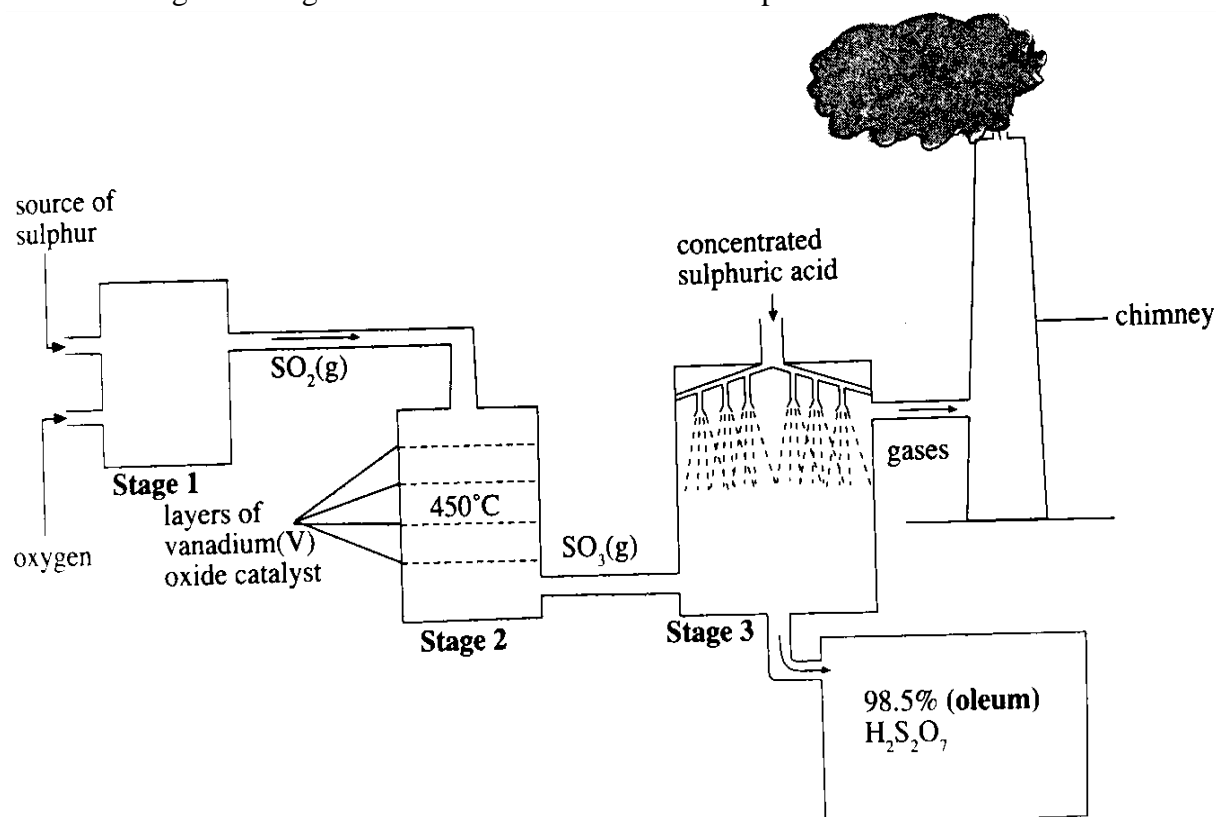 source of
sulphur
concentrated
sulphuric acid
chimney
SO₂(g)
gases
Stage 1
layers of
vanadium(V)
oxide catalyst
450°C
oxygen
SO₃(g)
Stage 2
Stage 3
98.5% (oleum)
H₂S₂O₇